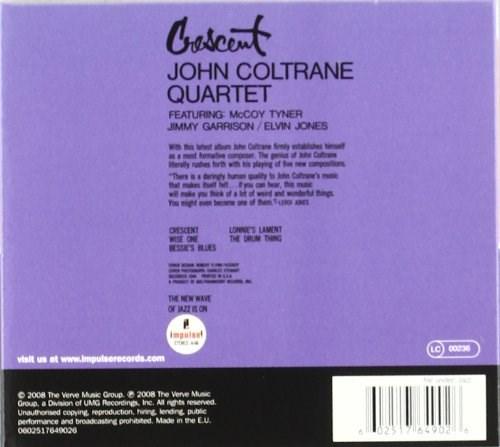 Crescent
JOHN COLTRANE
QUARTET
FEATURING: McCOY TYNER
JIMMY GARRISON / ELVIN JONES
With this latest album John Coltrane firmly establishes himself
as a most formative composer. The genius of John Coltrane
literally rushes forth with his playing of five new compositions.
"There is a daringly human quality to John Coltrane's music
that makes itself felt... If you can hear, this music
will make you think of a lot of weird and wonderful things.
You might even become one of them." -LEROI JONES
CRESCENT LONNIE'S LAMENT
WISE ONE THE DRUM THING
BESSIE'S BLUES
THE NEW WAVE
OF JAZZ IS ON
impulse!
visit us at www.impulserecords.com
LC 00236
file under: Jazz
© 2008 The Verve Music Group. ℗ 2008 The Verve Music
Group, a Division of UMG Recordings, Inc. All rights reserved.
Unauthorised copying, reproduction, hiring, lending, public
performance and broadcasting prohibited. Made in the E.U.
0602517649026
6 02517 64902 6